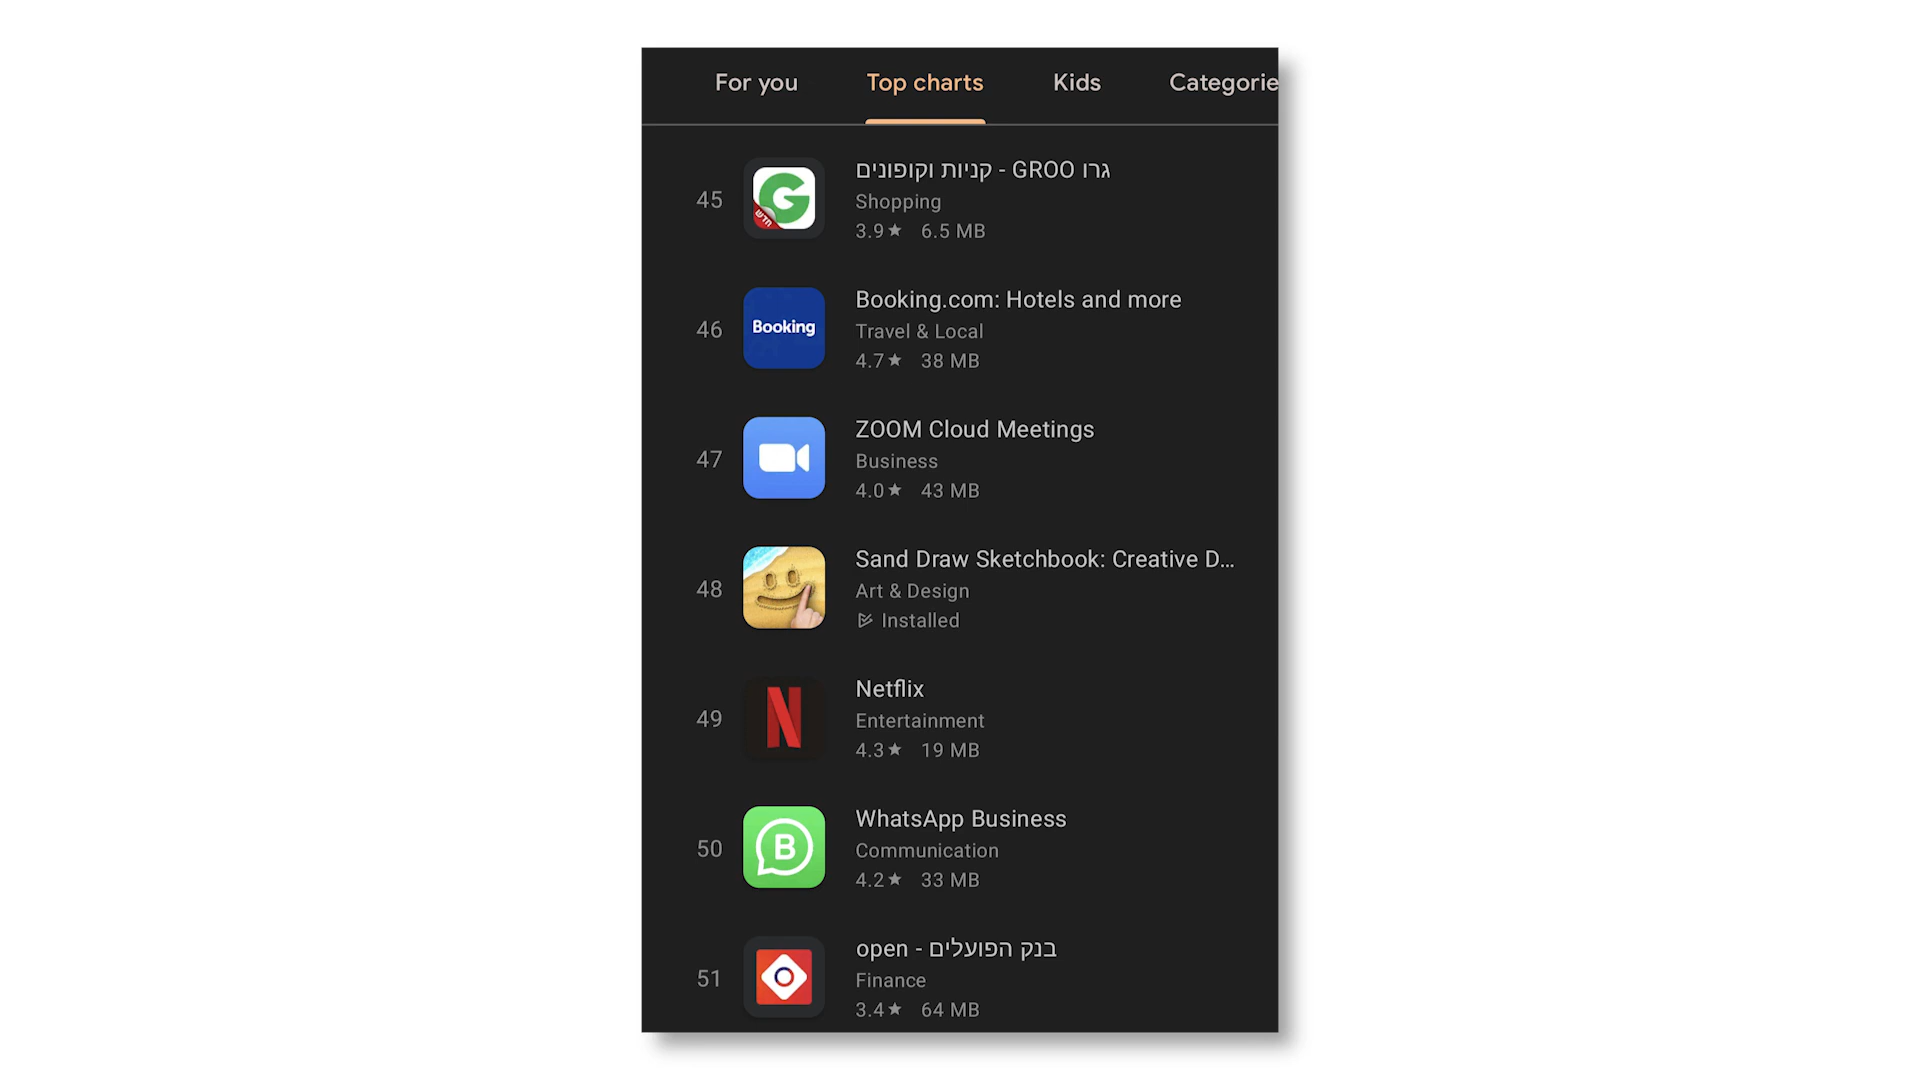 For you Top charts Kids Categorie
45
גרו GROO - קניות וקופונים
Shopping
3.9★ 6.5 MB
חדש
46
Booking
Booking.com: Hotels and more
Travel & Local
4.7★ 38 MB
47
ZOOM Cloud Meetings
Business
4.0★ 43 MB
48
Sand Draw Sketchbook: Creative D...
Art & Design
Installed
49
N
Netflix
Entertainment
4.3★ 19 MB
50
B
WhatsApp Business
Communication
4.2★ 33 MB
51
בנק הפועלים - open
Finance
3.4★ 64 MB